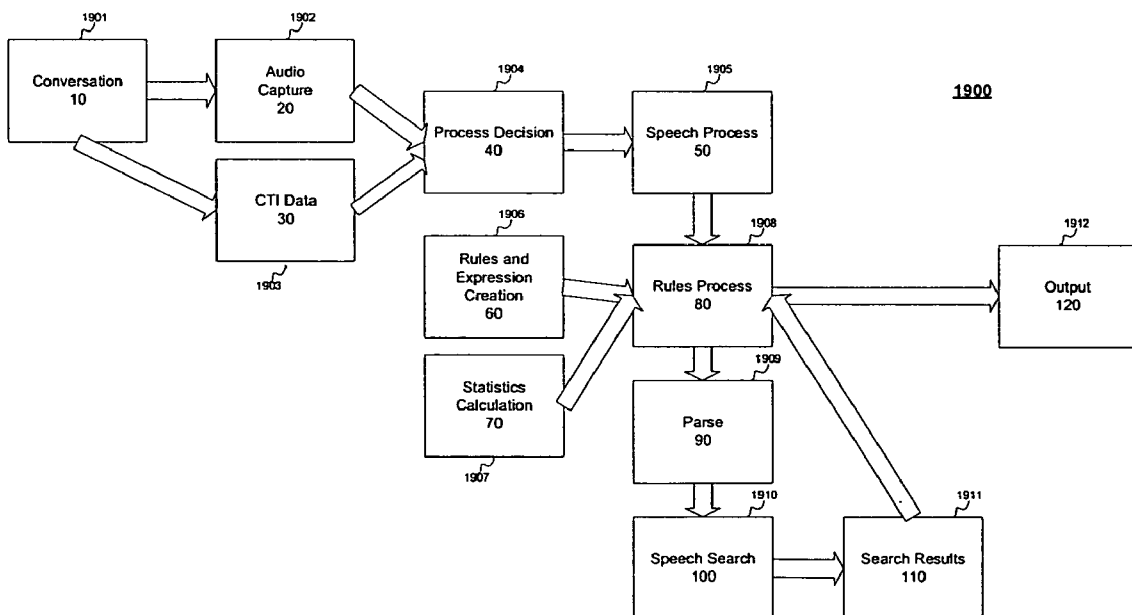 1901
Conversation
10
1902
Audio
Capture
20
1903
CTI Data
30
1904
Process Decision
40
1905
Speech Process
50
1900
1906
Rules and
Expression
Creation
60
1907
Statistics
Calculation
70
1908
Rules Process
80
1909
Parse
90
1910
Speech Search
100
1911
Search Results
110
1912
Output
120